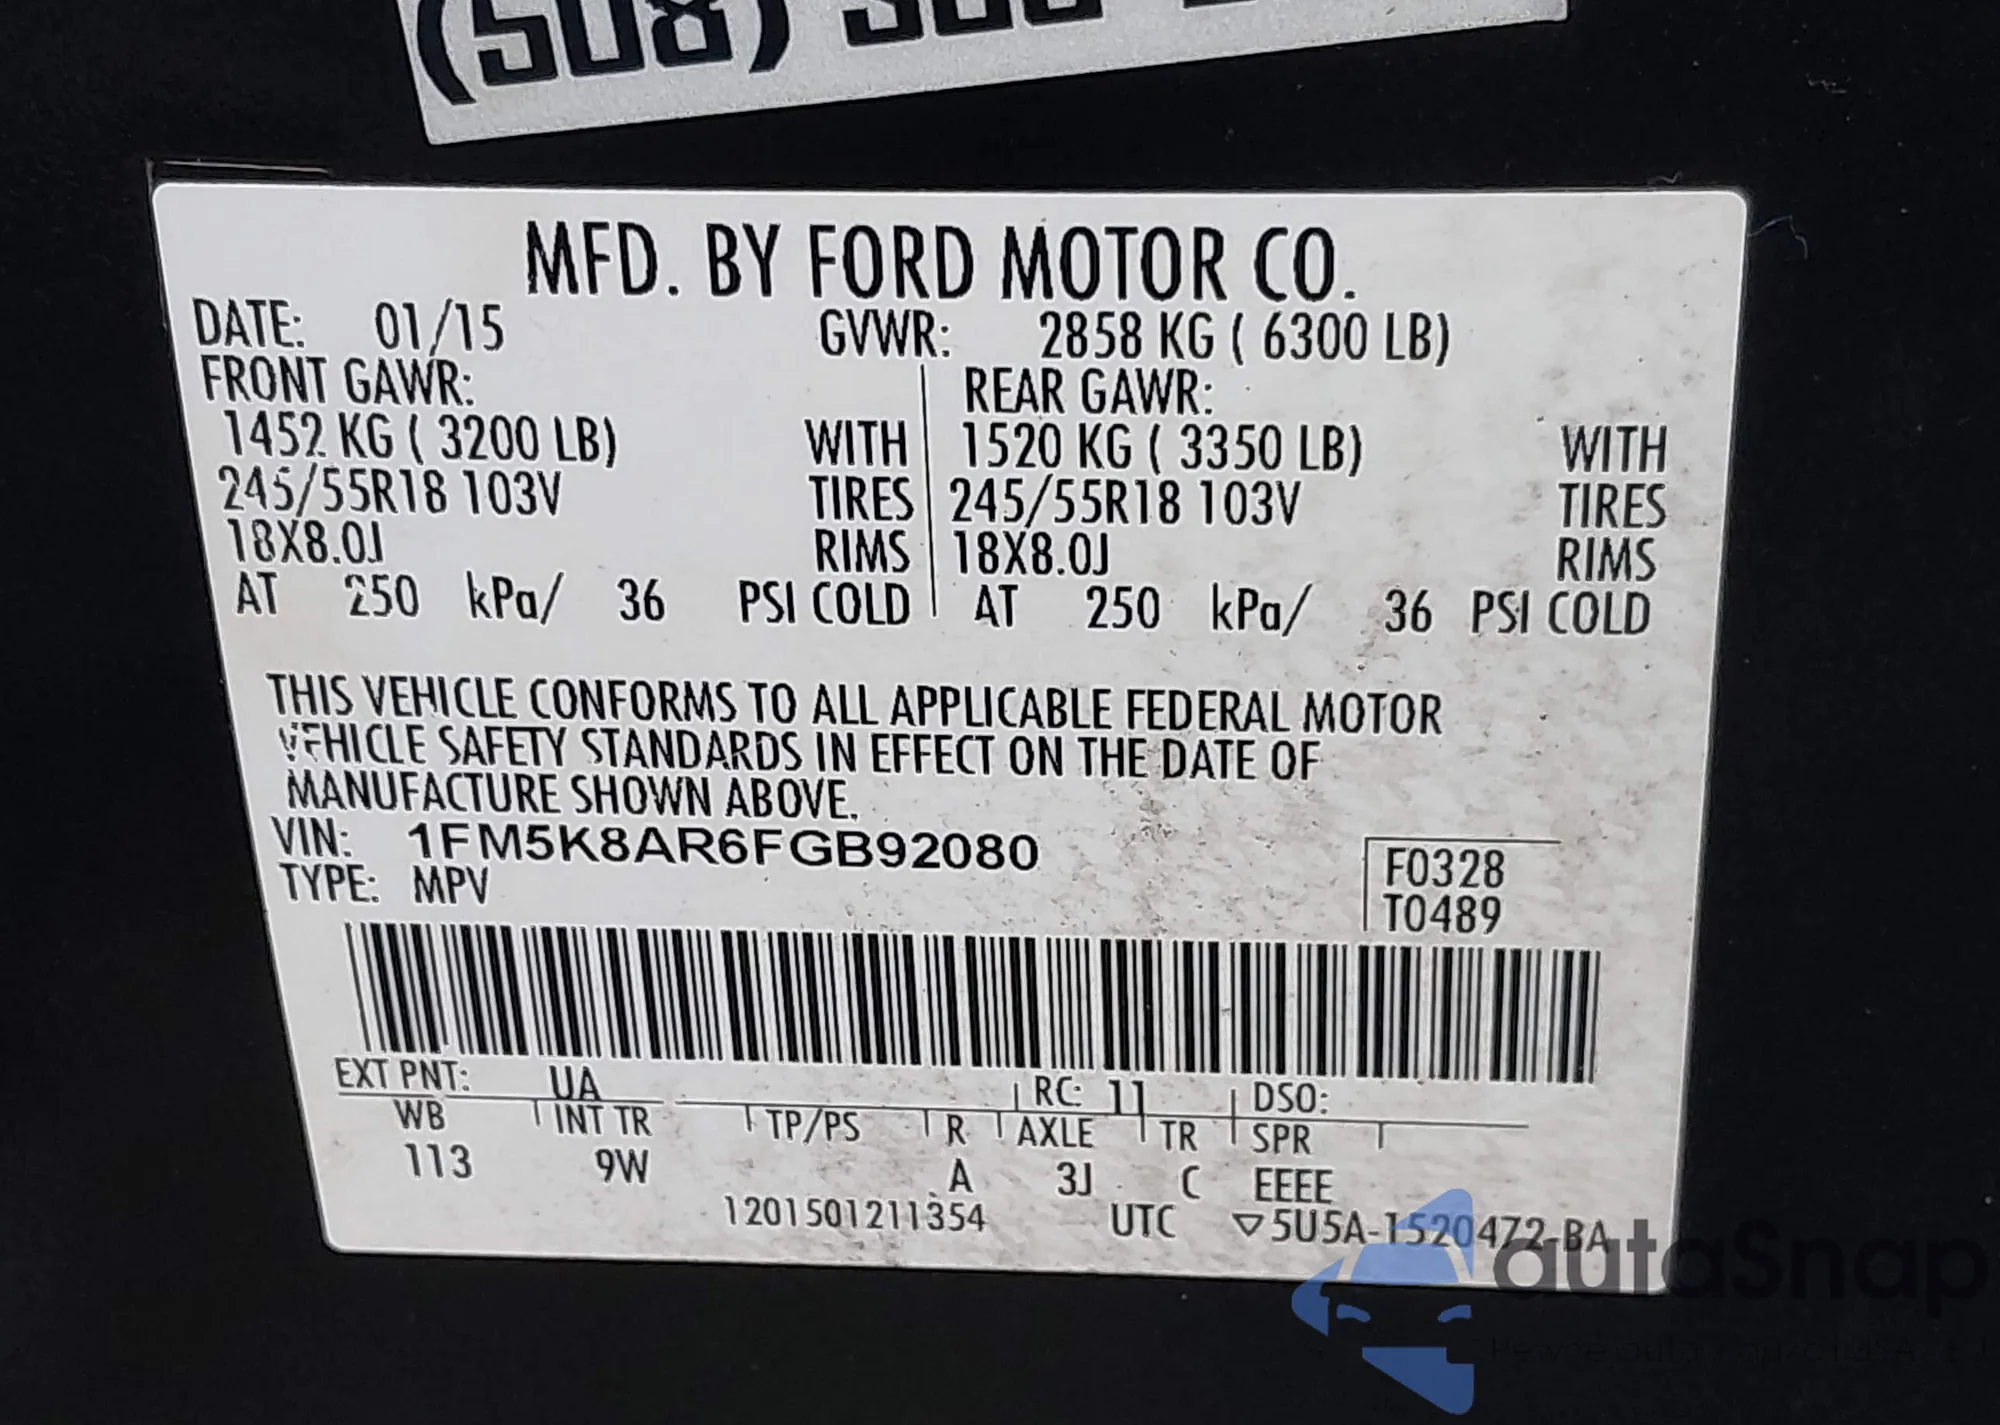 (508)
MFD. BY FORD MOTOR CO.
DATE: 01/15 GVWR: 2858 KG ( 6300 LB)
FRONT GAWR: REAR GAWR:
1452 KG ( 3200 LB) WITH 1520 KG ( 3350 LB) WITH
245/55R18 103V TIRES 245/55R18 103V TIRES
18X8.0J RIMS 18X8.0J RIMS
AT 250 kPa/ 36 PSI COLD AT 250 kPa/ 36 PSI COLD
THIS VEHICLE CONFORMS TO ALL APPLICABLE FEDERAL MOTOR
VEHICLE SAFETY STANDARDS IN EFFECT ON THE DATE OF
MANUFACTURE SHOWN ABOVE.
VIN: 1FM5K8AR6FGB92080
TYPE: MPV
F0328
T0489
EXT PNT: UA RC: 11 DSO:
WB INT TR TP/PS R AXLE TR SPR
113 9W A 3J C EEEE
1201501211354 UTC ▽5U5A-1520472-BA
autaSnap